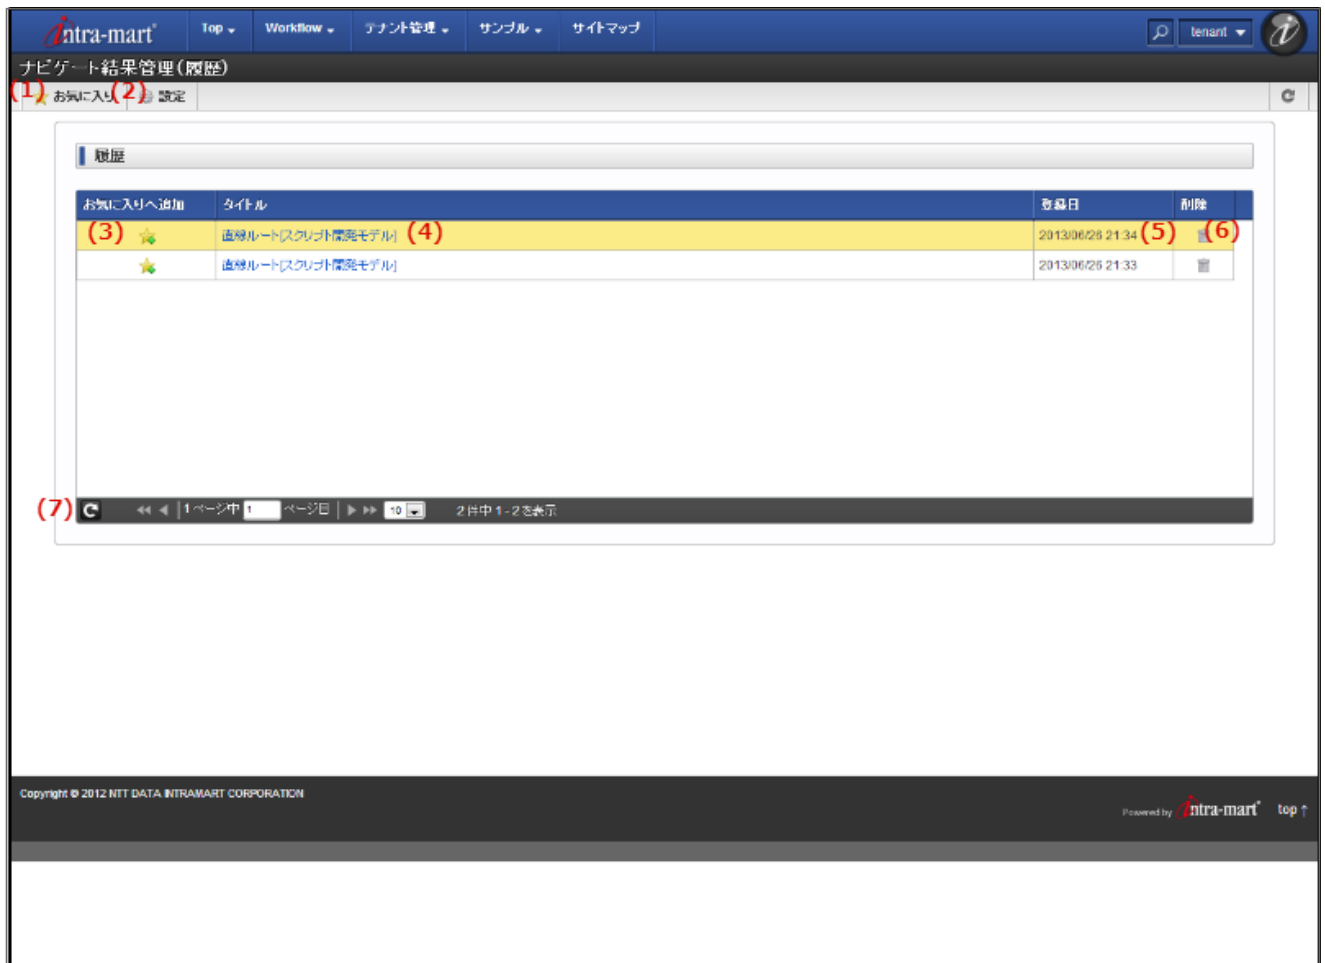 intra-mart Top Workflow テナント管理 サンプル サイトマップ tenant
ナビゲート結果管理(履歴)
(1) お気に入り (2) 設定
履歴
お気に入りへ追加 タイトル 登録日 削除
(3) 直線ルート[スクリプト開発モデル] (4) 2013/06/26 21:34 (5) (6)
直線ルート[スクリプト開発モデル] 2013/06/26 21:33
(7) 1 ページ中 1 ページ目 10 2 件中 1 - 2 を表示
Copyright © 2012 NTT DATA INTRAMART CORPORATION
Powered by intra-mart top ↑